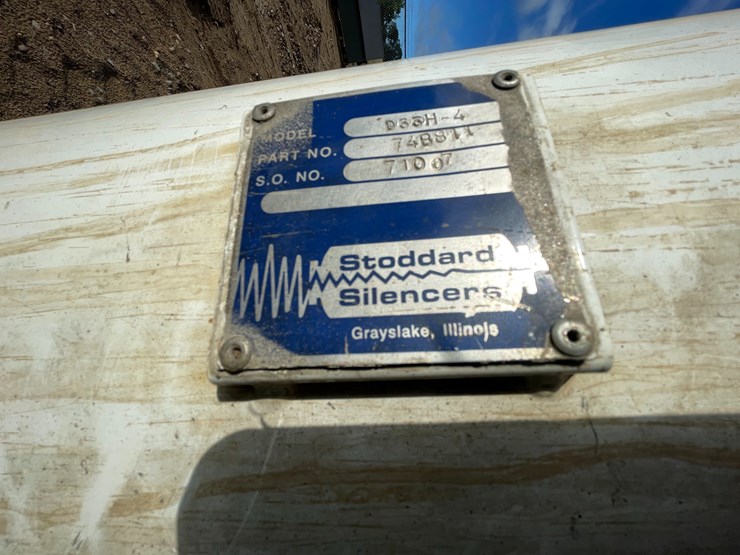 MODEL D33H-4
PART NO. 74B811
S.O. NO. 71007
Stoddard
Silencers
Grayslake, Illinois